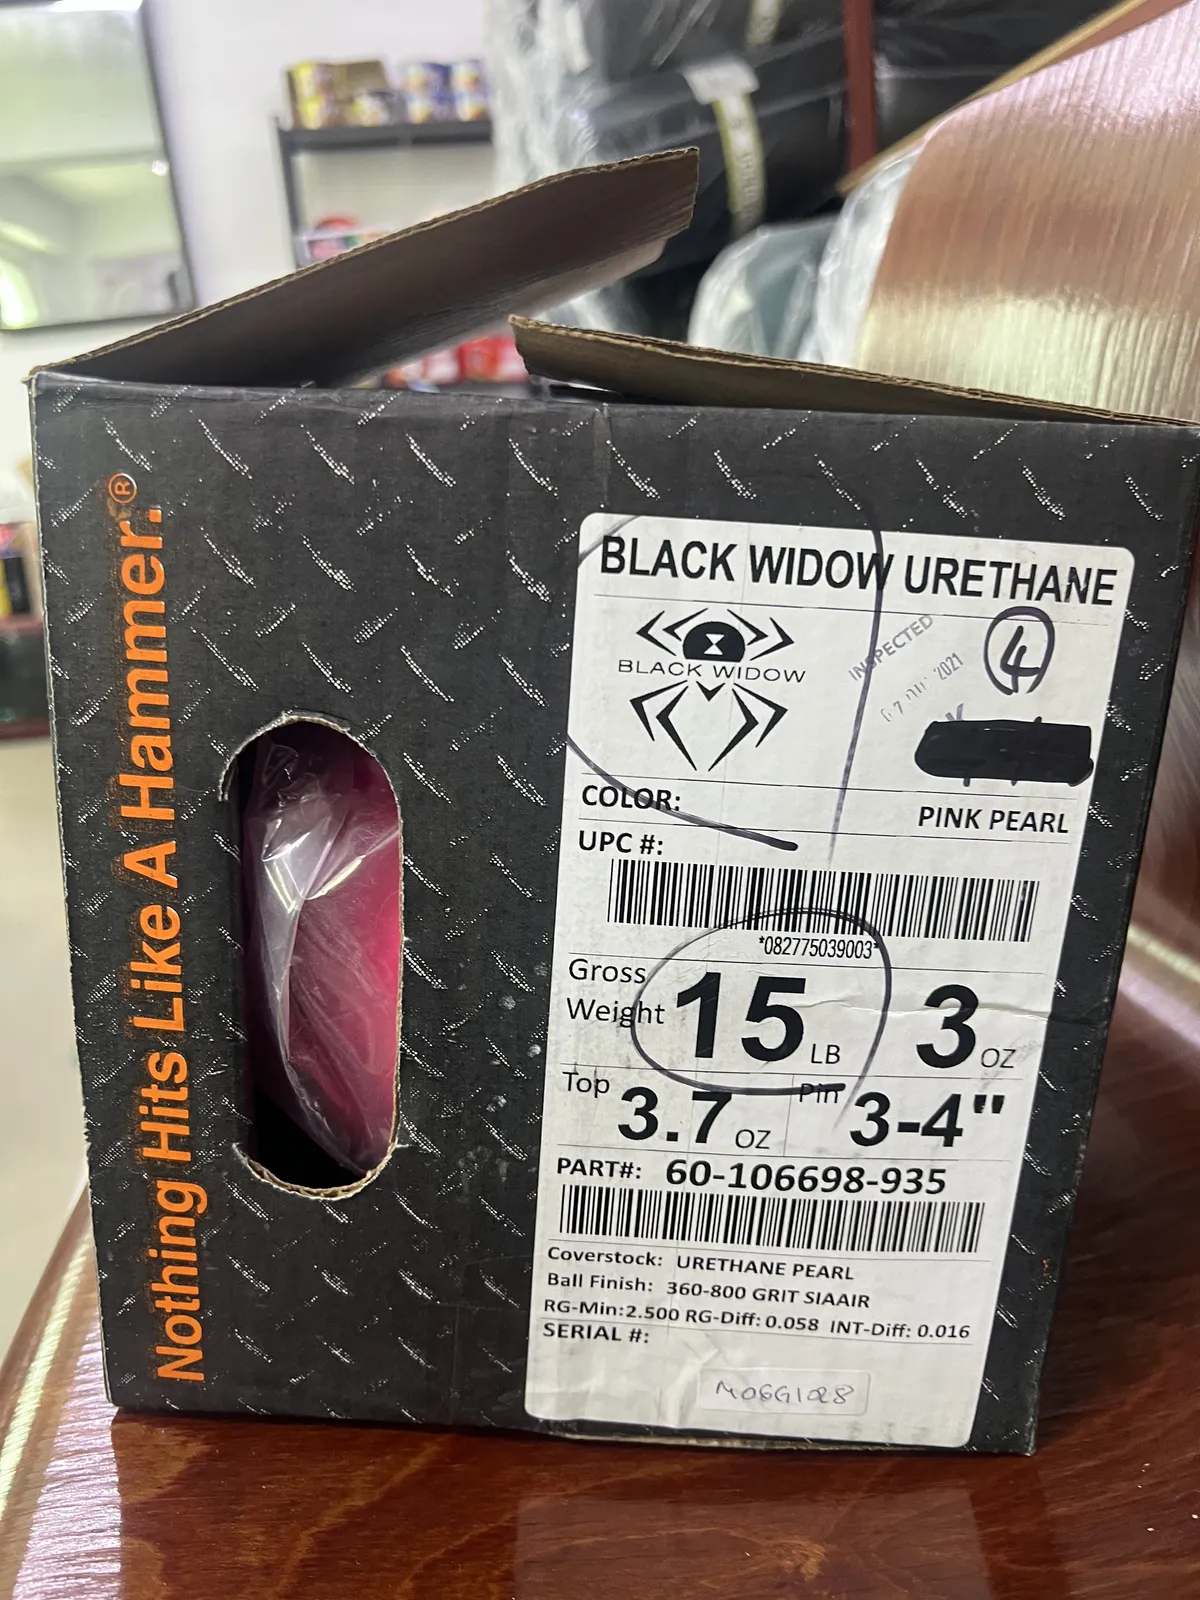 Nothing Hits Like A Hammer.®
BLACK WIDOW URETHANE
BLACK WIDOW
INSPECTED
2021
4
COLOR: PINK PEARL
UPC #:
*082775039003*
Gross Weight 15 LB 3 OZ
Top 3.7 OZ Pin 3-4"
PART#: 60-106698-935
Coverstock: URETHANE PEARL
Ball Finish: 360-800 GRIT SIAAIR
RG-Min:2.500 RG-Diff: 0.058 INT-Diff: 0.016
SERIAL #: